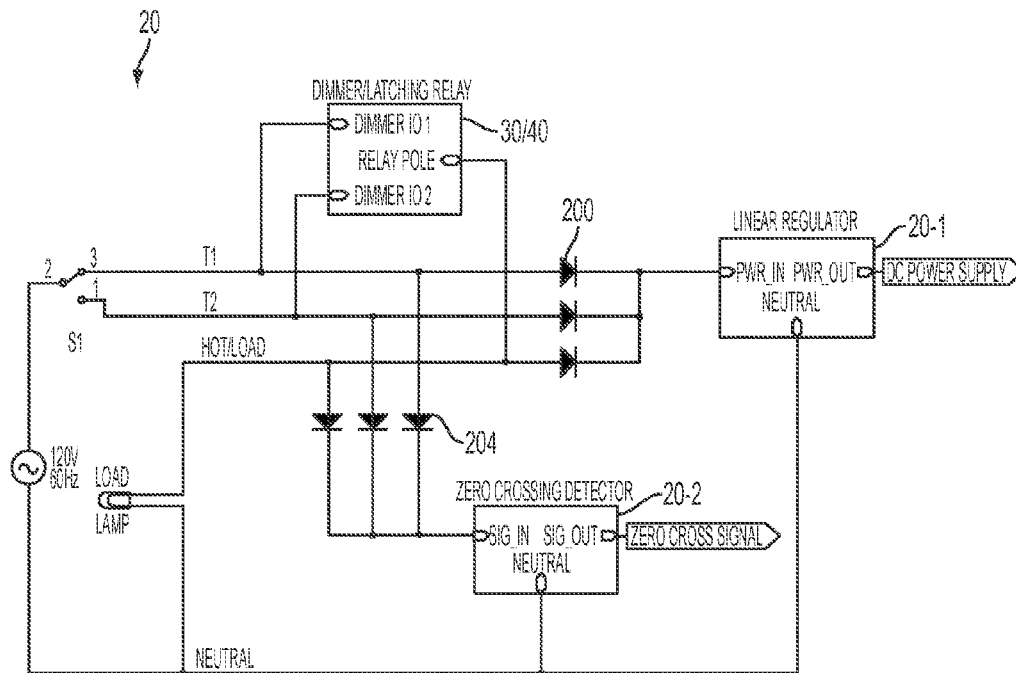 20
DIMMER/LATCHING RELAY
DIMMER IO 1
30/40
RELAY POLE
DIMMER IO 2
200
LINEAR REGULATOR
20-1
PWR_IN PWR_OUT
DC POWER SUPPLY
NEUTRAL
2
3
T1
1
T2
S1
HOT/LOAD
204
120V
60Hz
LOAD
LAMP
ZERO CROSSING DETECTOR
20-2
SIG_IN SIG_OUT
ZERO CROSS SIGNAL
NEUTRAL
NEUTRAL